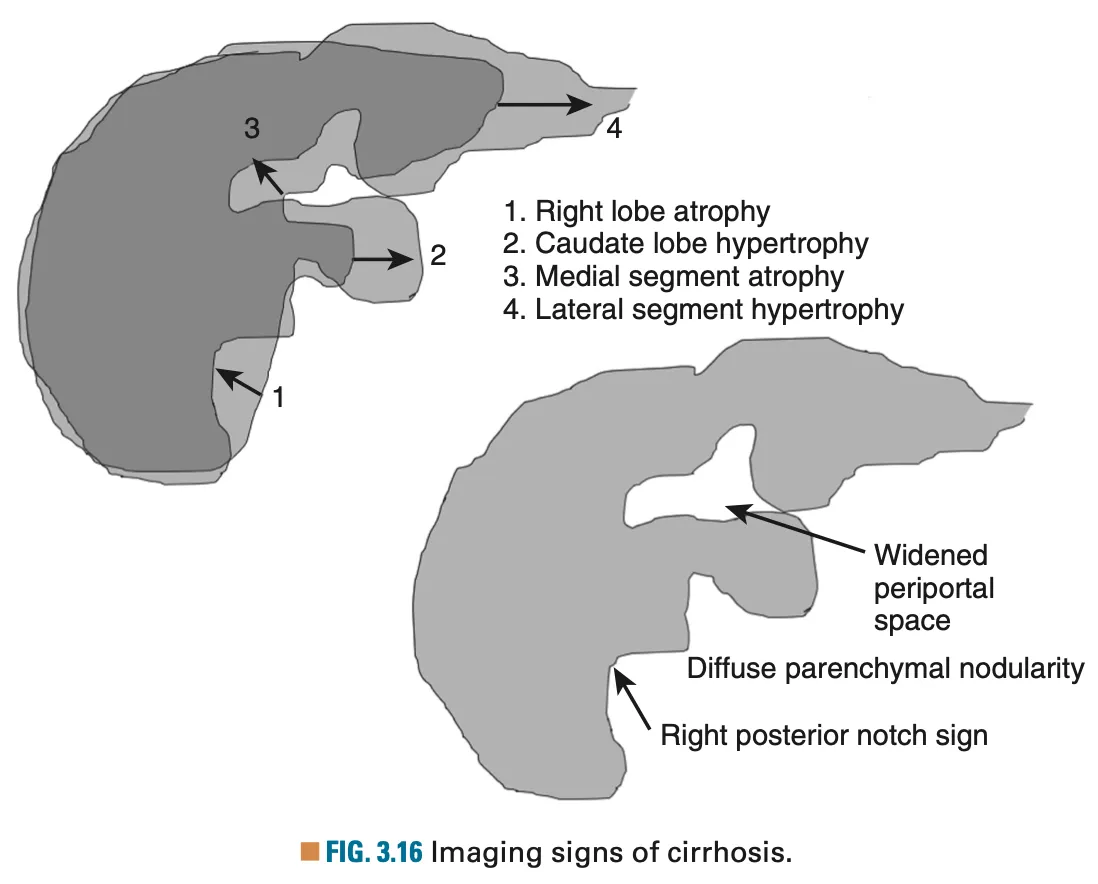 3
4
1. Right lobe atrophy
2. Caudate lobe hypertrophy
3. Medial segment atrophy
4. Lateral segment hypertrophy
2
1
Widened
periportal
space
Diffuse parenchymal nodularity
Right posterior notch sign
FIG. 3.16 Imaging signs of cirrhosis.